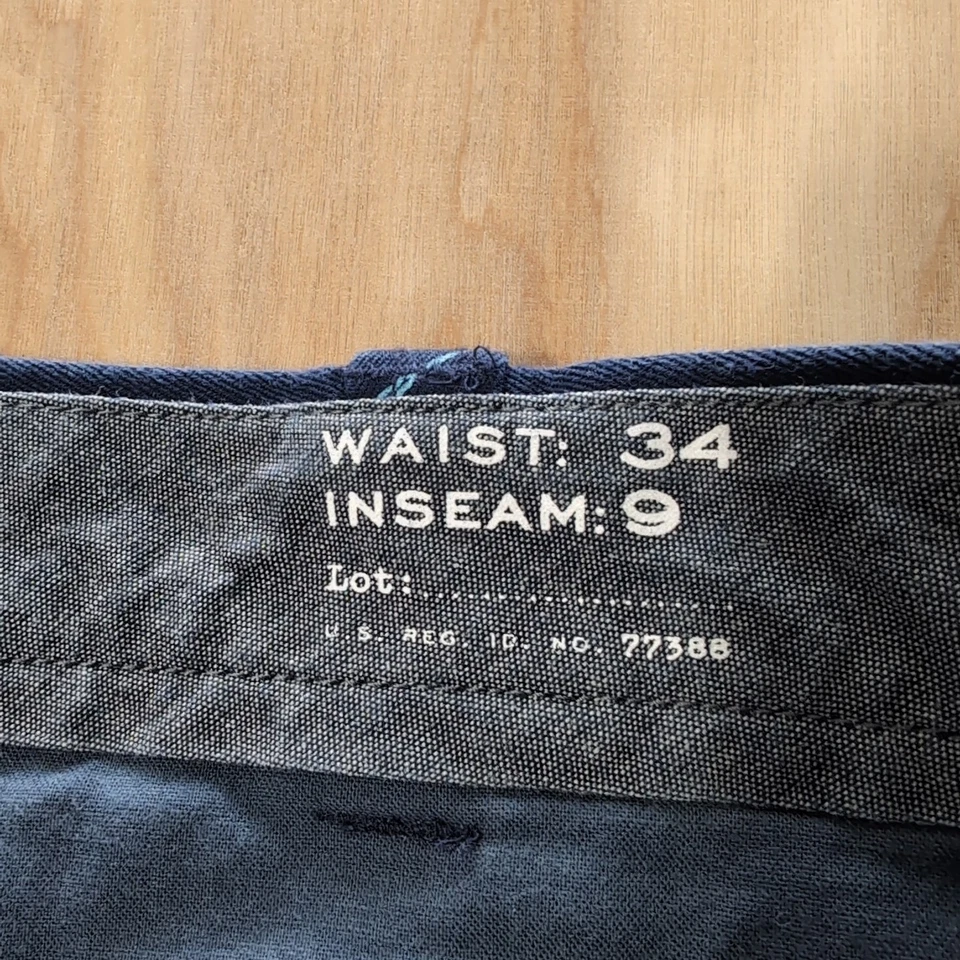 WAIST: 34
INSEAM: 9
Lot:......................
U.S. REG. ID. NO. 77388